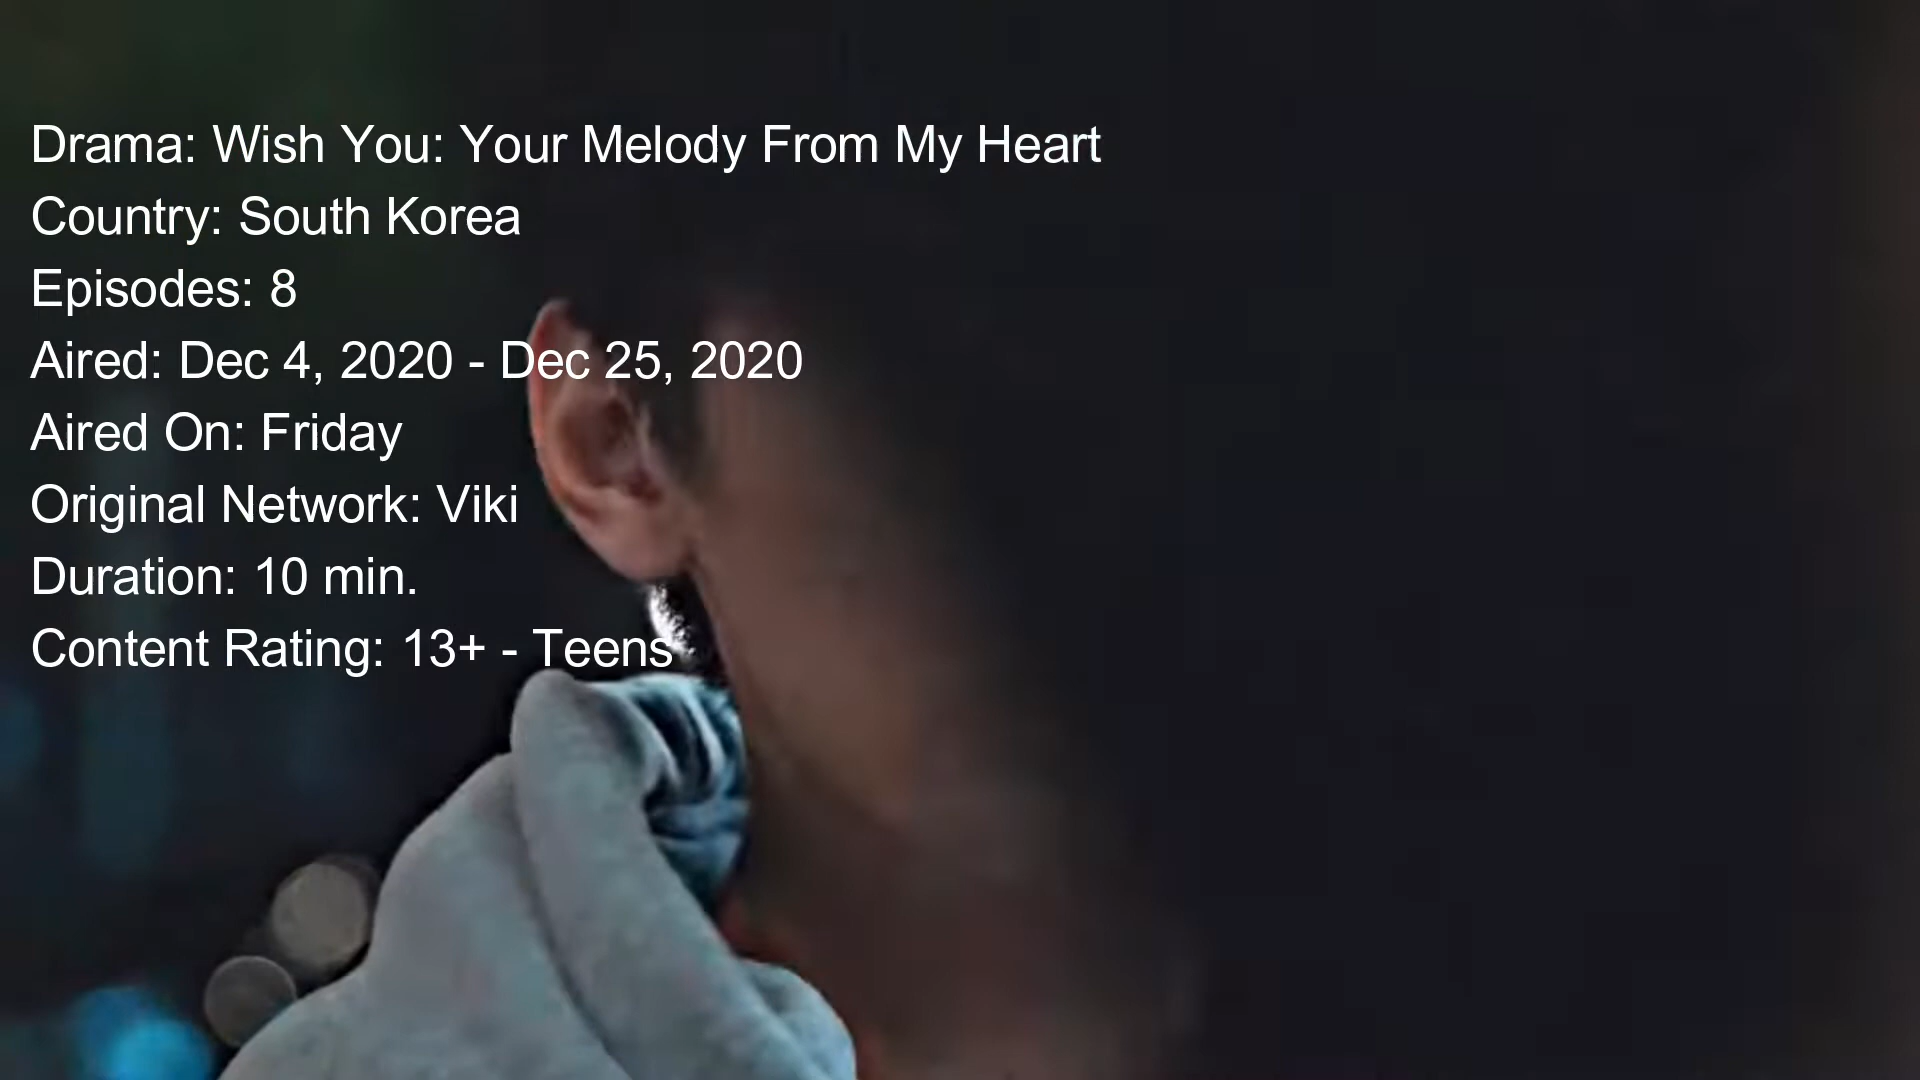 Drama: Wish You: Your Melody From My Heart
Country: South Korea
Episodes: 8
Aired: Dec 4, 2020 - Dec 25, 2020
Aired On: Friday
Original Network: Viki
Duration: 10 min.
Content Rating: 13+ - Teens